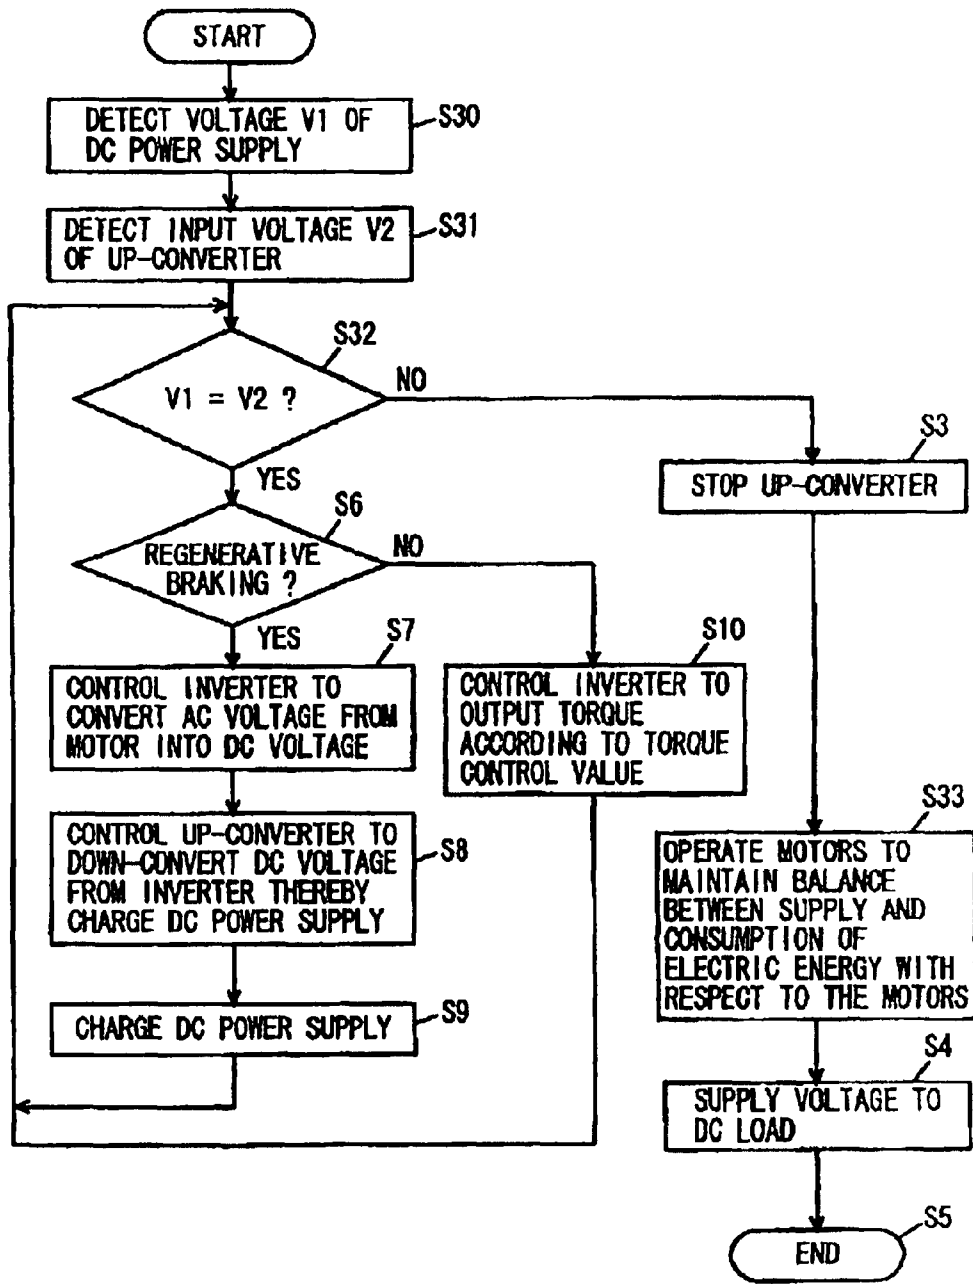 START
DETECT VOLTAGE V1 OF
DC POWER SUPPLY
S30
DETECT INPUT VOLTAGE V2
OF UP-CONVERTER
S31
S32
V1 = V2 ?
NO
YES
S3
STOP UP-CONVERTER
S6
REGENERATIVE
BRAKING ?
NO
YES
S7
CONTROL INVERTER TO
CONVERT AC VOLTAGE FROM
MOTOR INTO DC VOLTAGE
S10
CONTROL INVERTER TO
OUTPUT TORQUE
ACCORDING TO TORQUE
CONTROL VALUE
CONTROL UP-CONVERTER TO
DOWN-CONVERT DC VOLTAGE
FROM INVERTER THEREBY
CHARGE DC POWER SUPPLY
S8
S33
OPERATE MOTORS TO
MAINTAIN BALANCE
BETWEEN SUPPLY AND
CONSUMPTION OF
ELECTRIC ENERGY WITH
RESPECT TO THE MOTORS
CHARGE DC POWER SUPPLY
S9
S4
SUPPLY VOLTAGE TO
DC LOAD
S5
END